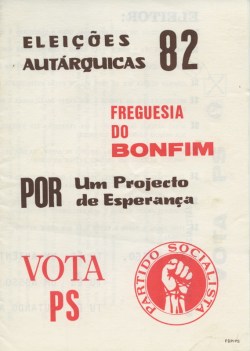 ELEIÇÕES
AUTÁRQUICAS 82
FREGUESIA
DO
BONFIM
POR Um Projecto
de Esperança
VOTA
PS
PARTIDO SOCIALISTA